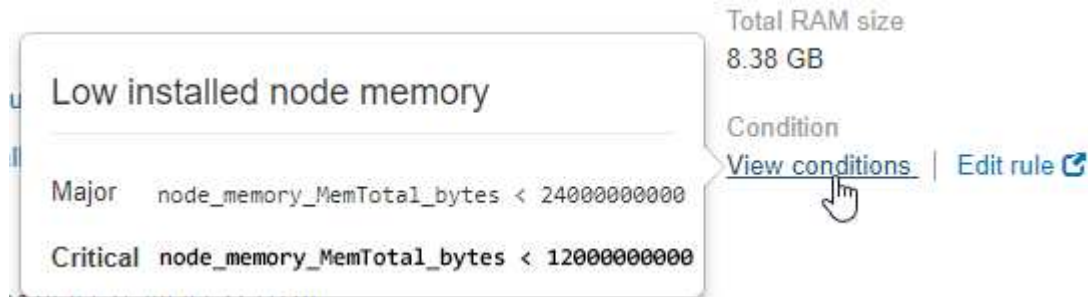 Total RAM size
8.38 GB
Low installed node memory
Condition
View conditions | Edit rule
Major node_memory_MemTotal_bytes < 24000000000
Critical node_memory_MemTotal_bytes < 12000000000